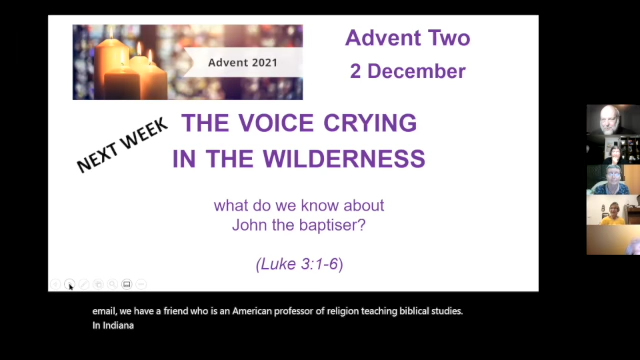 Advent Two
Advent 2021
2 December
NEXT WEEK
THE VOICE CRYING
IN THE WILDERNESS
what do we know about
John the baptiser?
(Luke 3:1-6)
email, we have a friend who is an American professor of religion teaching biblical studies.
In Indiana